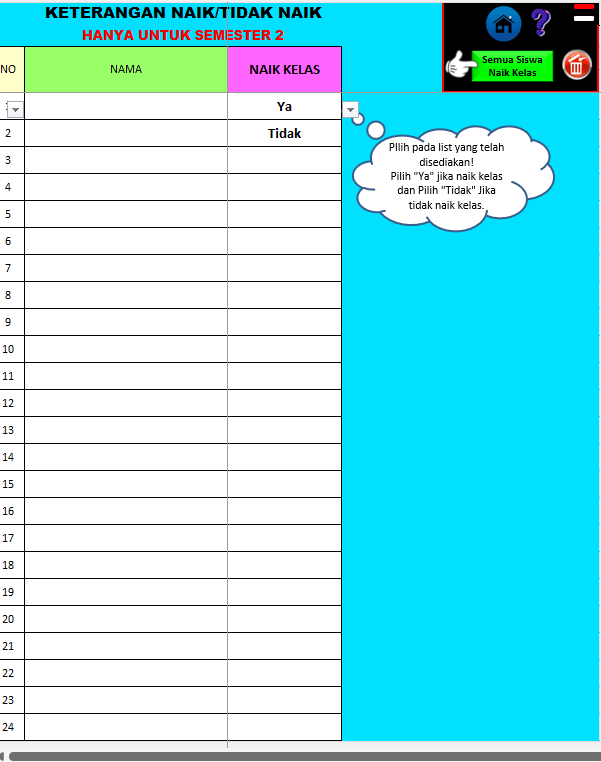 KETERANGAN NAIK/TIDAK NAIK
HANYA UNTUK SEMESTER 2
Semua Siswa
Naik Kelas
NO NAMA NAIK KELAS
Ya
2 Tidak
PIlih pada list yang telah
disediakan!
Pilih "Ya" jika naik kelas
dan Pilih "Tidak" Jika
tidak naik kelas.
3
4
5
6
7
8
9
10
11
12
13
14
15
16
17
18
19
20
21
22
23
24